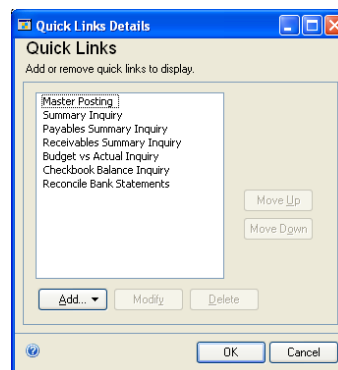 Quick Links Details
Quick Links
Add or remove quick links to display.
Master Posting
Summary Inquiry
Payables Summary Inquiry
Receivables Summary Inquiry
Budget vs Actual Inquiry
Checkbook Balance Inquiry
Reconcile Bank Statements
Move Up
Move Down
Add...
Modify
Delete
OK
Cancel